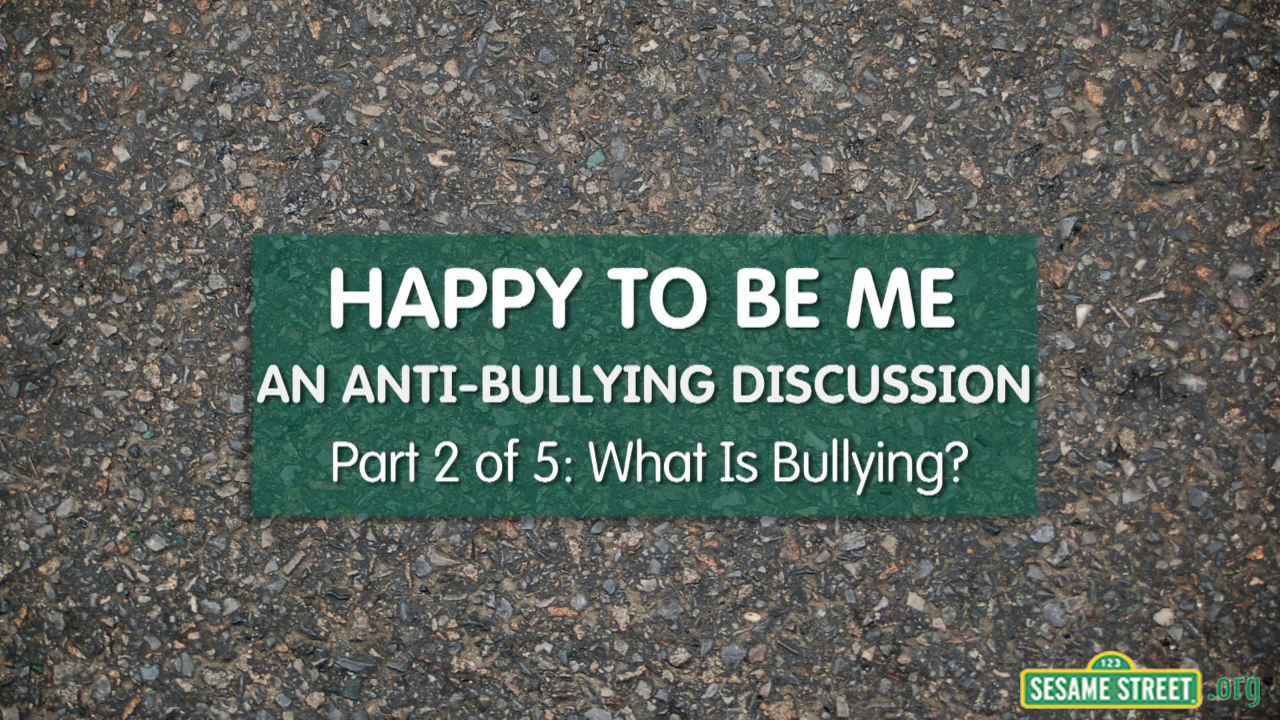 HAPPY TO BE ME
AN ANTI-BULLYING DISCUSSION
Part 2 of 5: What Is Bullying?
123
SESAME STREET.org